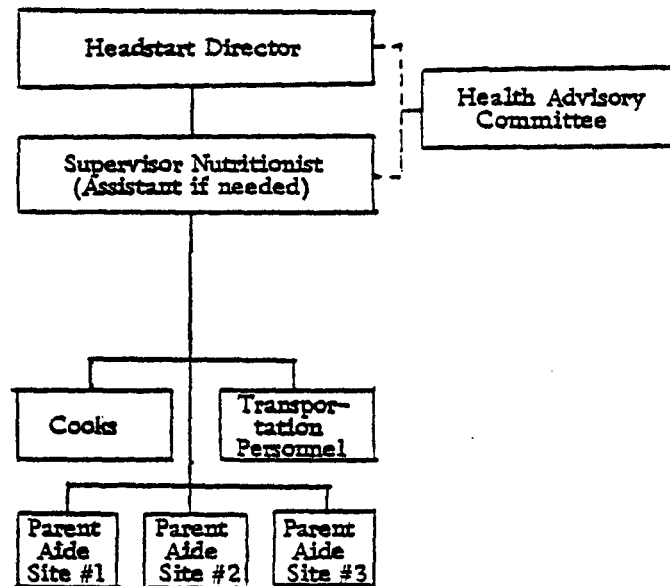 Headstart Director
Health Advisory
Committee
Supervisor Nutritionist
(Assistant if needed)
Cooks
Transpor-
tation
Personnel
Parent
Aide
Site #1
Parent
Aide
Site #2
Parent
Aide
Site #3